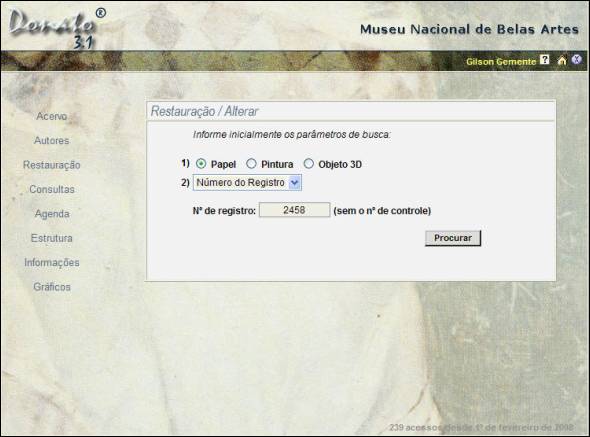 Donato ®
3.1
Museu Nacional de Belas Artes
Gilson Gemente ? X
Acervo
Autores
Restauração
Consultas
Agenda
Estrutura
Informações
Gráficos
Restauração / Alterar
Informe inicialmente os parâmetros de busca:
1) Papel Pintura Objeto 3D
2) Número do Registro
Nº de registro: 2458 (sem o nº de controle)
Procurar
239 acessos desde 1º de fevereiro de 2008